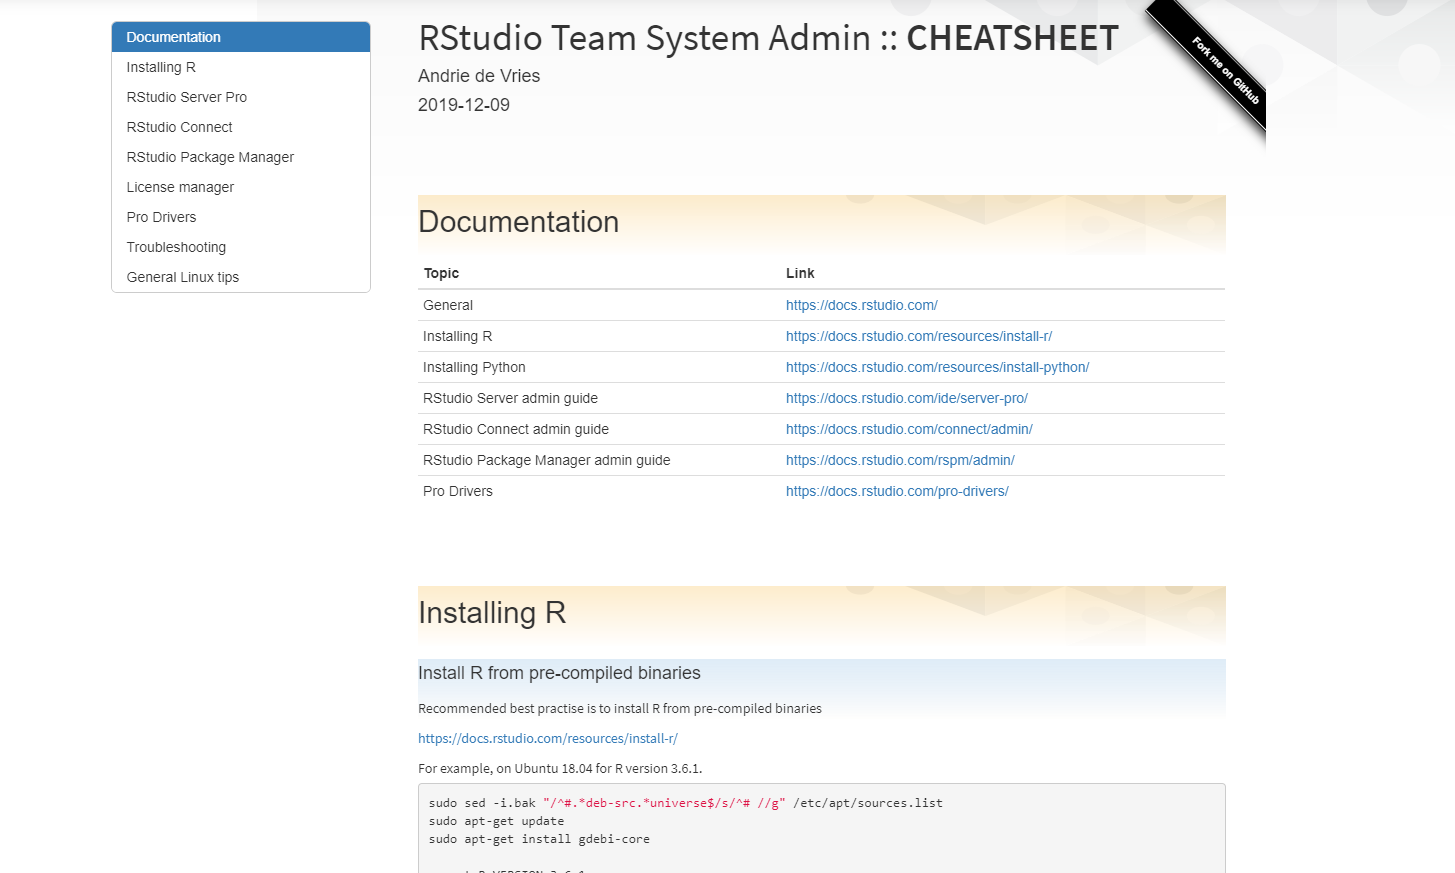 Documentation
Installing R
RStudio Server Pro
RStudio Connect
RStudio Package Manager
License manager
Pro Drivers
Troubleshooting
General Linux tips
RStudio Team System Admin :: CHEATSHEET
Andrie de Vries
2019-12-09
Fork me on GitHub
Documentation
Topic Link
General https://docs.rstudio.com/
Installing R https://docs.rstudio.com/resources/install-r/
Installing Python https://docs.rstudio.com/resources/install-python/
RStudio Server admin guide https://docs.rstudio.com/ide/server-pro/
RStudio Connect admin guide https://docs.rstudio.com/connect/admin/
RStudio Package Manager admin guide https://docs.rstudio.com/rspm/admin/
Pro Drivers https://docs.rstudio.com/pro-drivers/
Installing R
Install R from pre-compiled binaries
Recommended best practise is to install R from pre-compiled binaries
https://docs.rstudio.com/resources/install-r/
For example, on Ubuntu 18.04 for R version 3.6.1.
sudo sed -i.bak "/^#.*deb-src.*universe$/s/^# //g" /etc/apt/sources.list
sudo apt-get update
sudo apt-get install gdebi-core